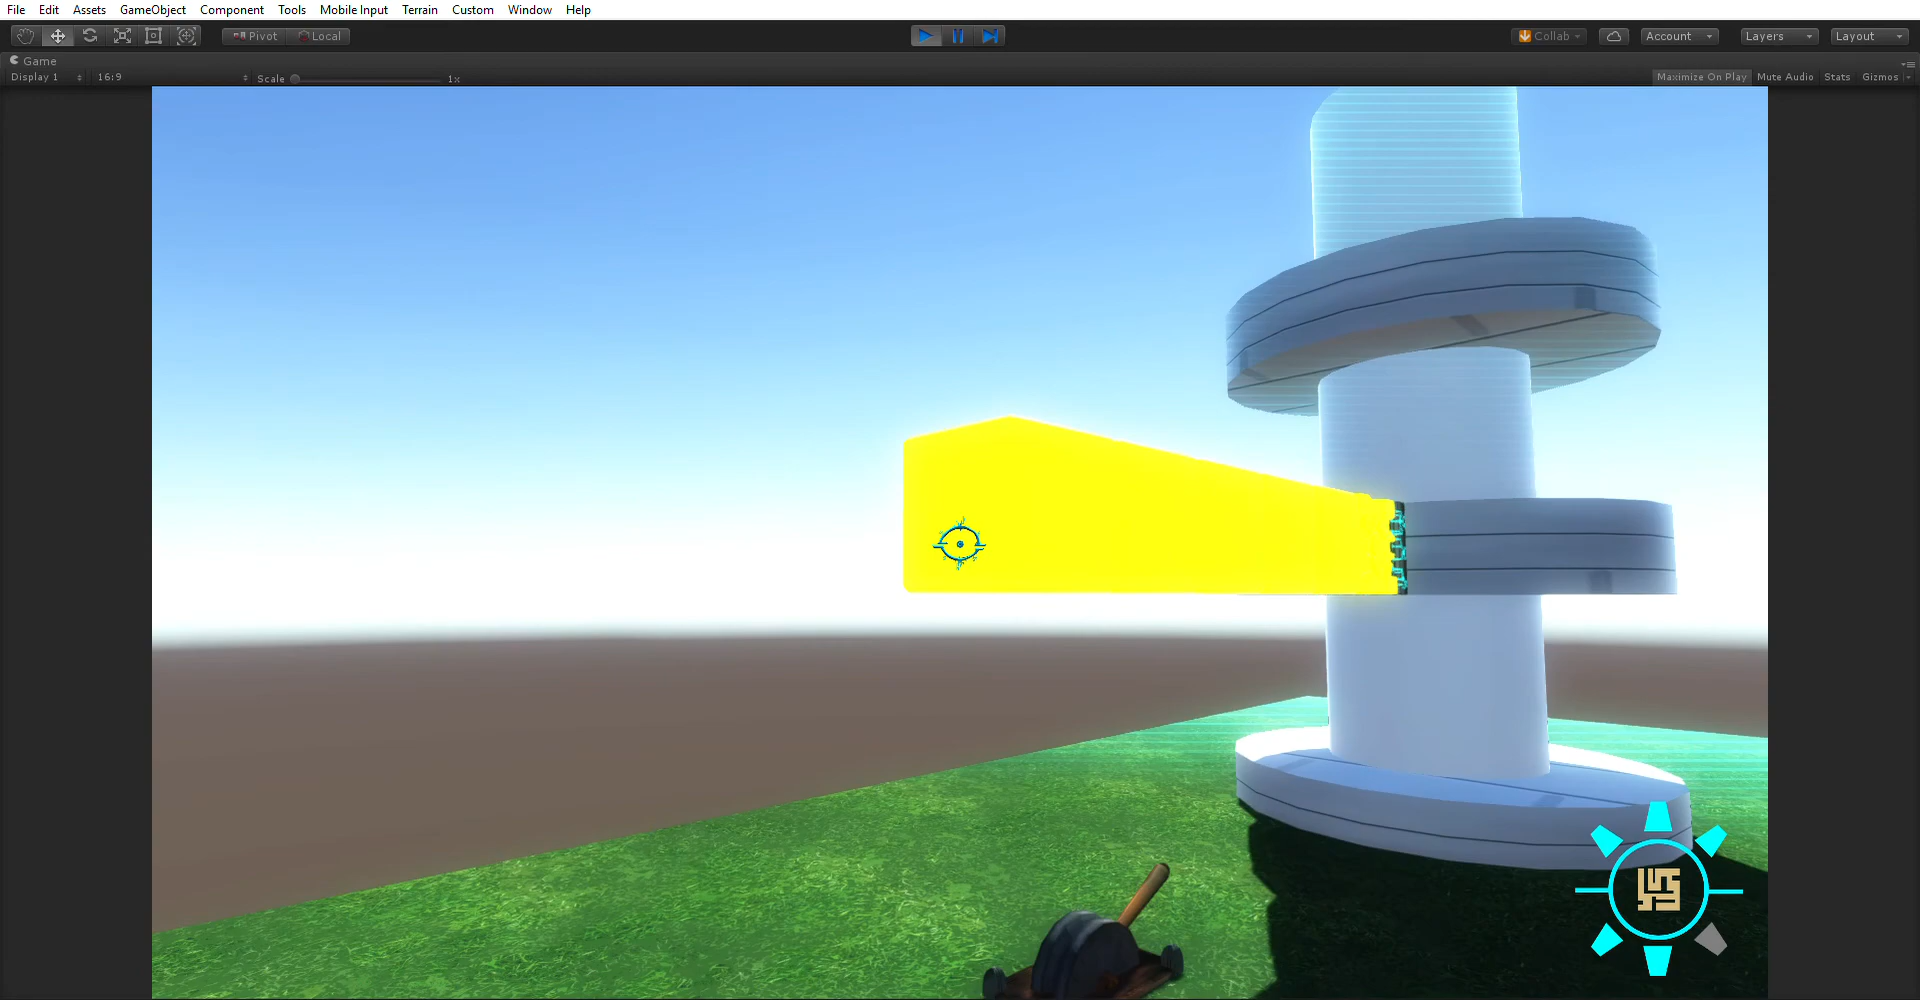 File Edit Assets GameObject Component Tools Mobile Input Terrain Custom Window Help
Pivot Local Collab Account Layers Layout
Game
Display 1 16:9 Scale 1x Maximize On Play Mute Audio Stats Gizmos